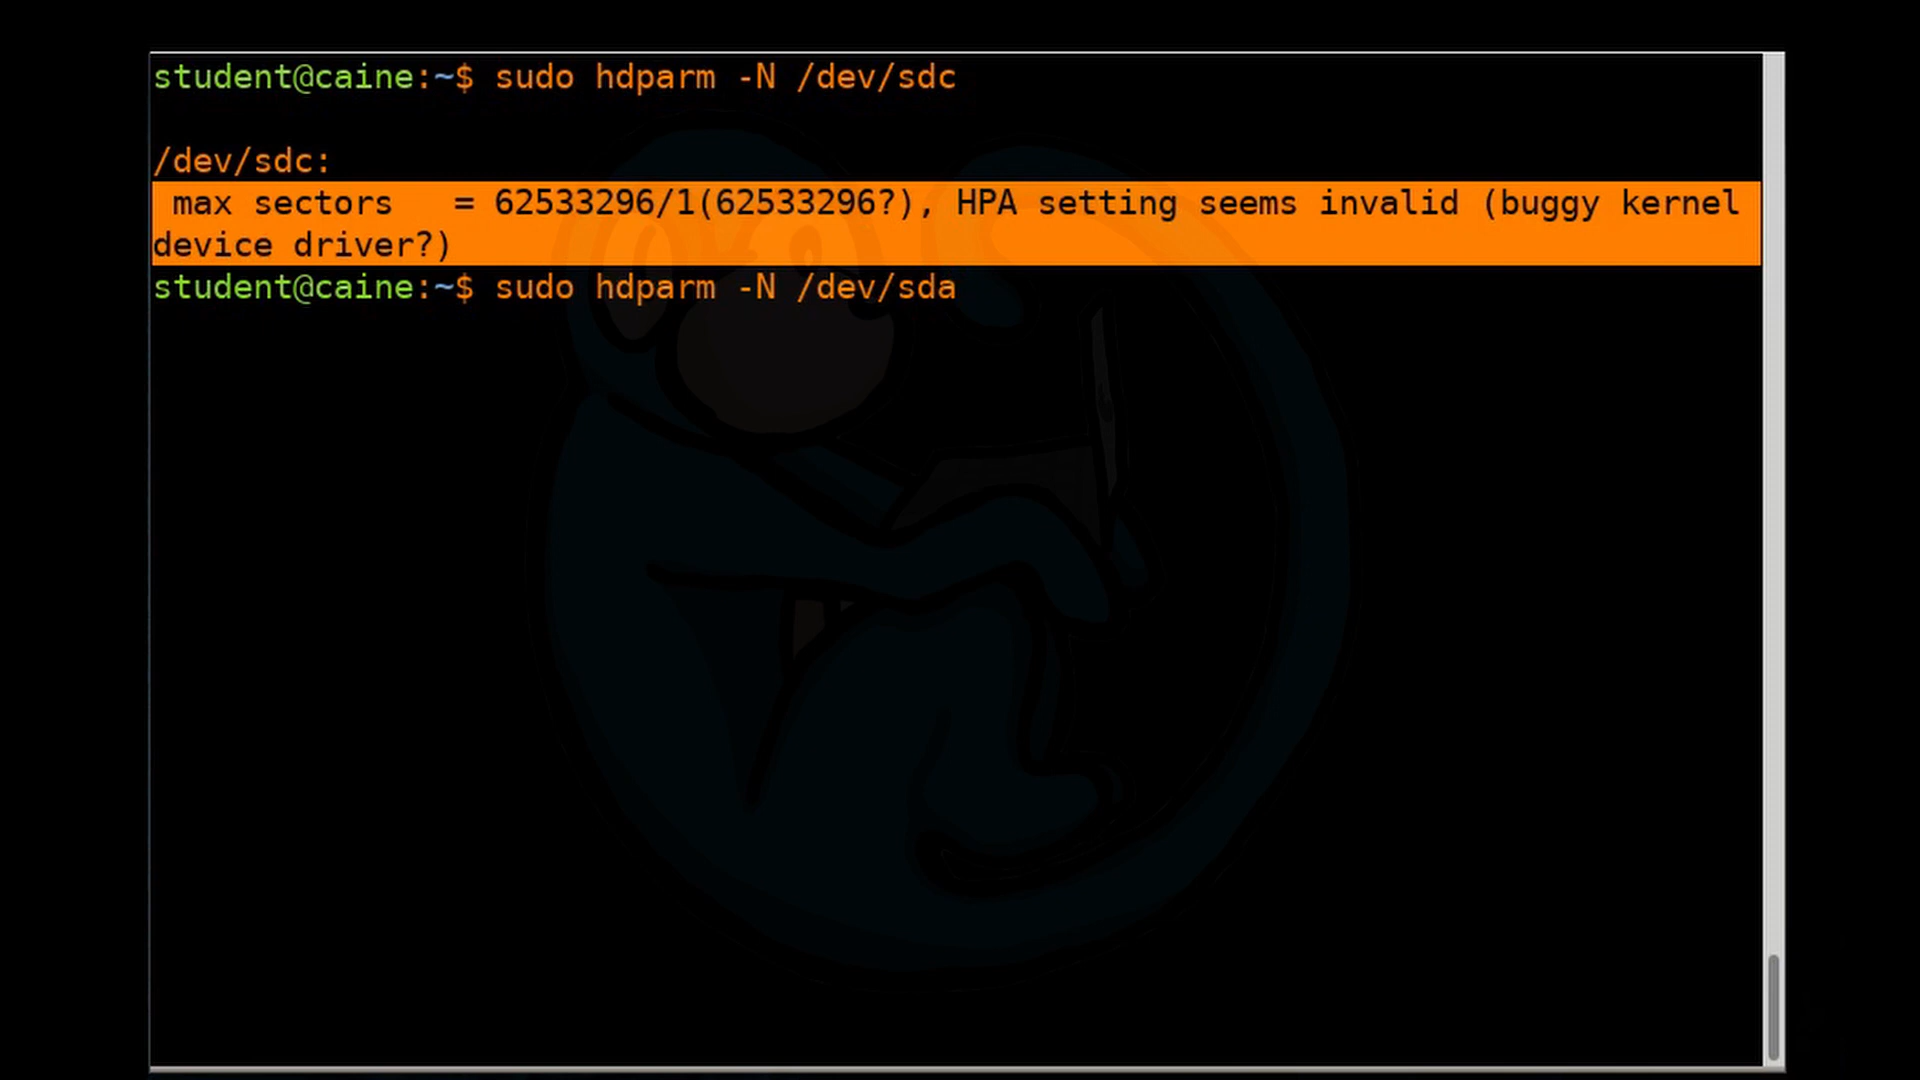 student@caine:~$ sudo hdparm -N /dev/sdc
/dev/sdc:
 max sectors   = 62533296/1(62533296?), HPA setting seems invalid (buggy kernel
device driver?)
student@caine:~$ sudo hdparm -N /dev/sda